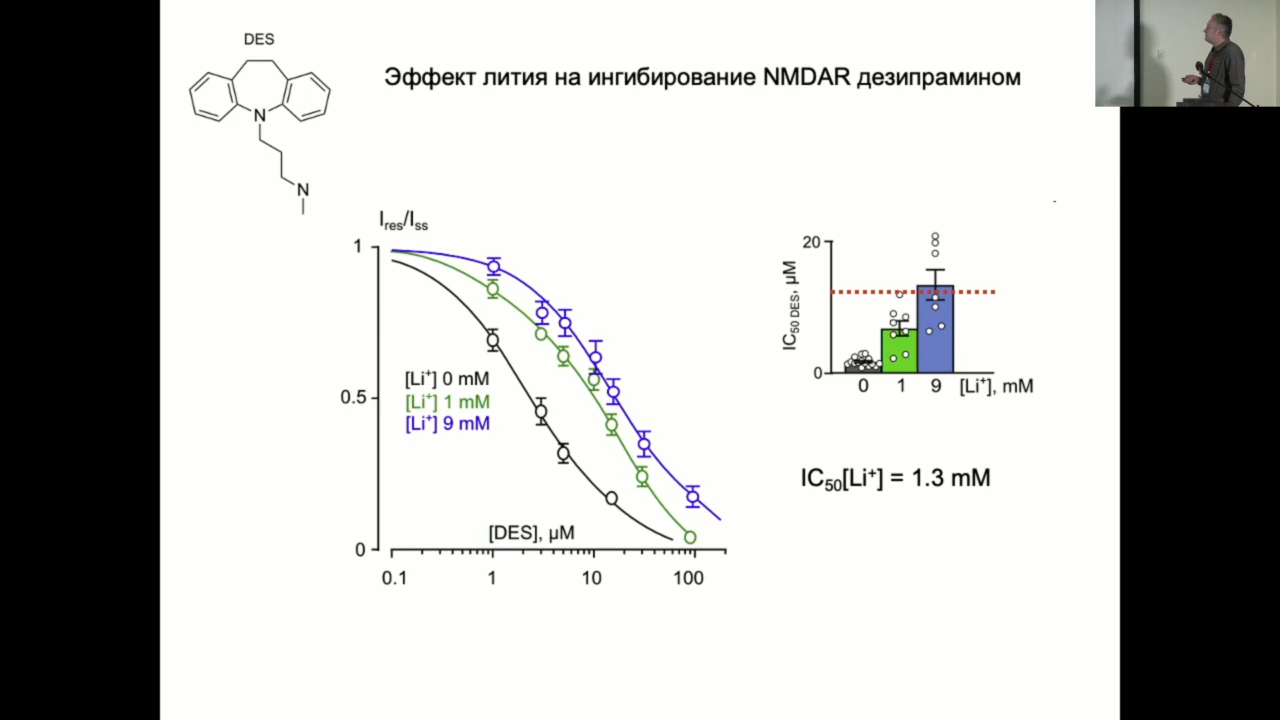 DES
Эффект лития на ингибирование NMDAR дезипрамином
N
N
I_res/I_ss
1
0.5
0
[Li⁺] 0 mM
[Li⁺] 1 mM
[Li⁺] 9 mM
[DES], μM
0.1 1 10 100
IC₅₀ DES, μM
20
0
0 1 9 [Li⁺], mM
IC₅₀[Li⁺] = 1.3 mM